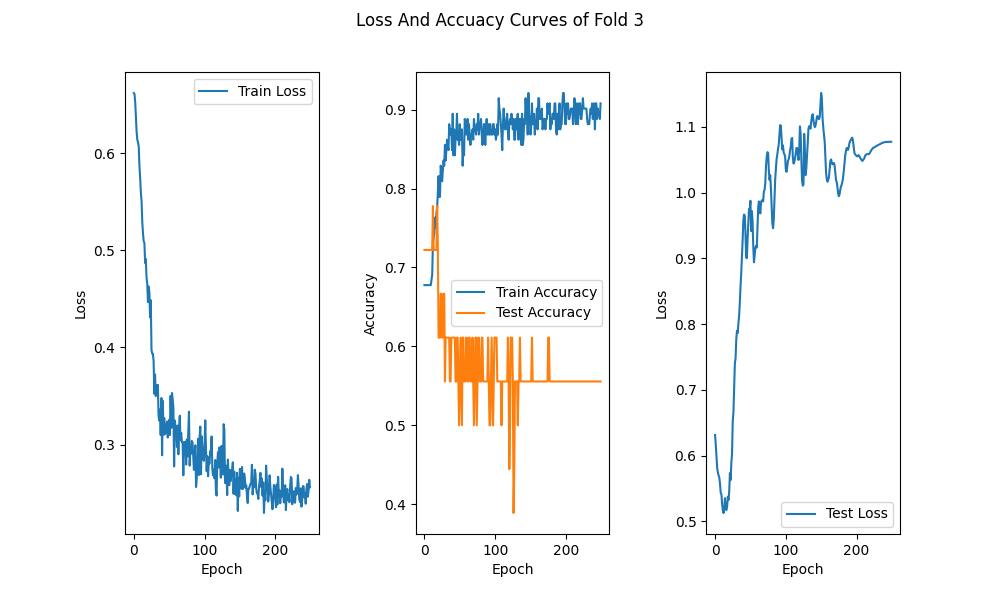 Loss And Accuacy Curves of Fold 3
Train Loss
0.6
0.5
0.4
0.3
Loss
0
100
200
Epoch
0.9
0.8
0.7
0.6
0.5
0.4
Accuracy
Train Accuracy
Test Accuracy
0
100
200
Epoch
1.1
1.0
0.9
0.8
0.7
0.6
0.5
Loss
Test Loss
0
100
200
Epoch